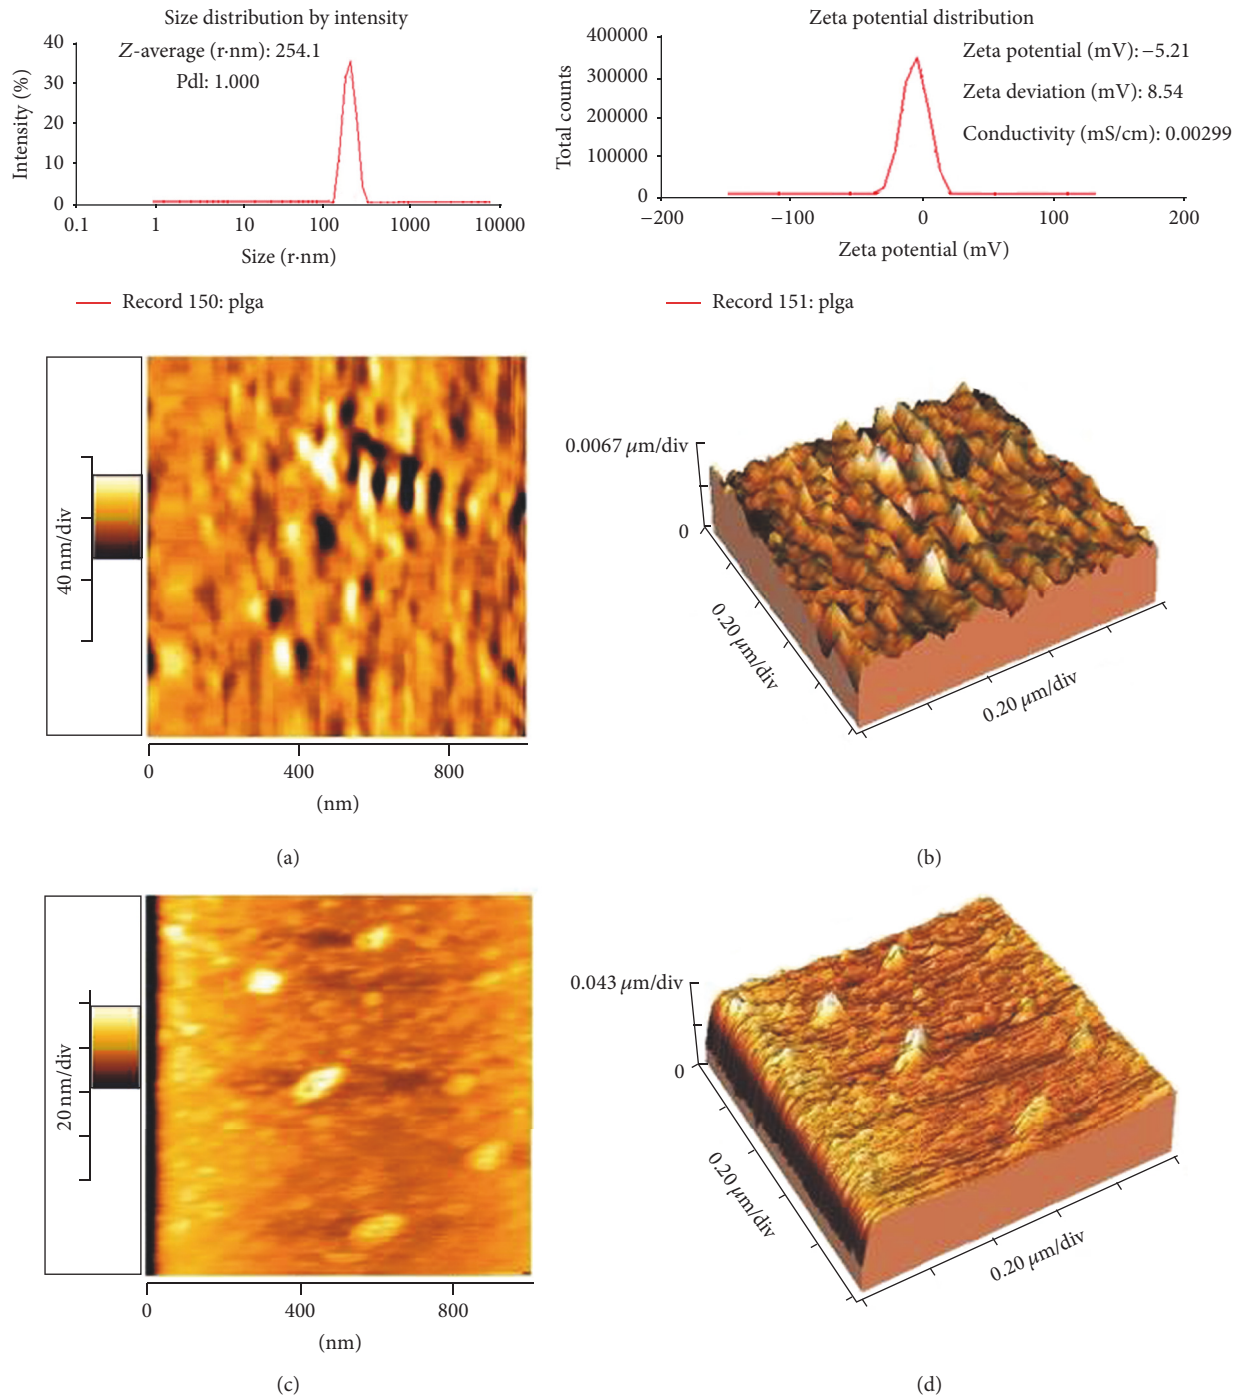 Size distribution by intensity
Z-average (r·nm): 254.1
PdI: 1.000
Intensity (%)
40
30
20
10
0
0.1 1 10 100 1000 10000
Size (r·nm)
Record 150: plga
Zeta potential distribution
Zeta potential (mV): −5.21
Zeta deviation (mV): 8.54
Conductivity (mS/cm): 0.00299
Total counts
400000
300000
200000
100000
0
−200 −100 0 100 200
Zeta potential (mV)
Record 151: plga
40 nm/div
0 400 800
(nm)
(a)
0.0067 μm/div
0
0.20 μm/div
0.20 μm/div
(b)
20 nm/div
0 400 800
(nm)
(c)
0.043 μm/div
0
0.20 μm/div
0.20 μm/div
(d)